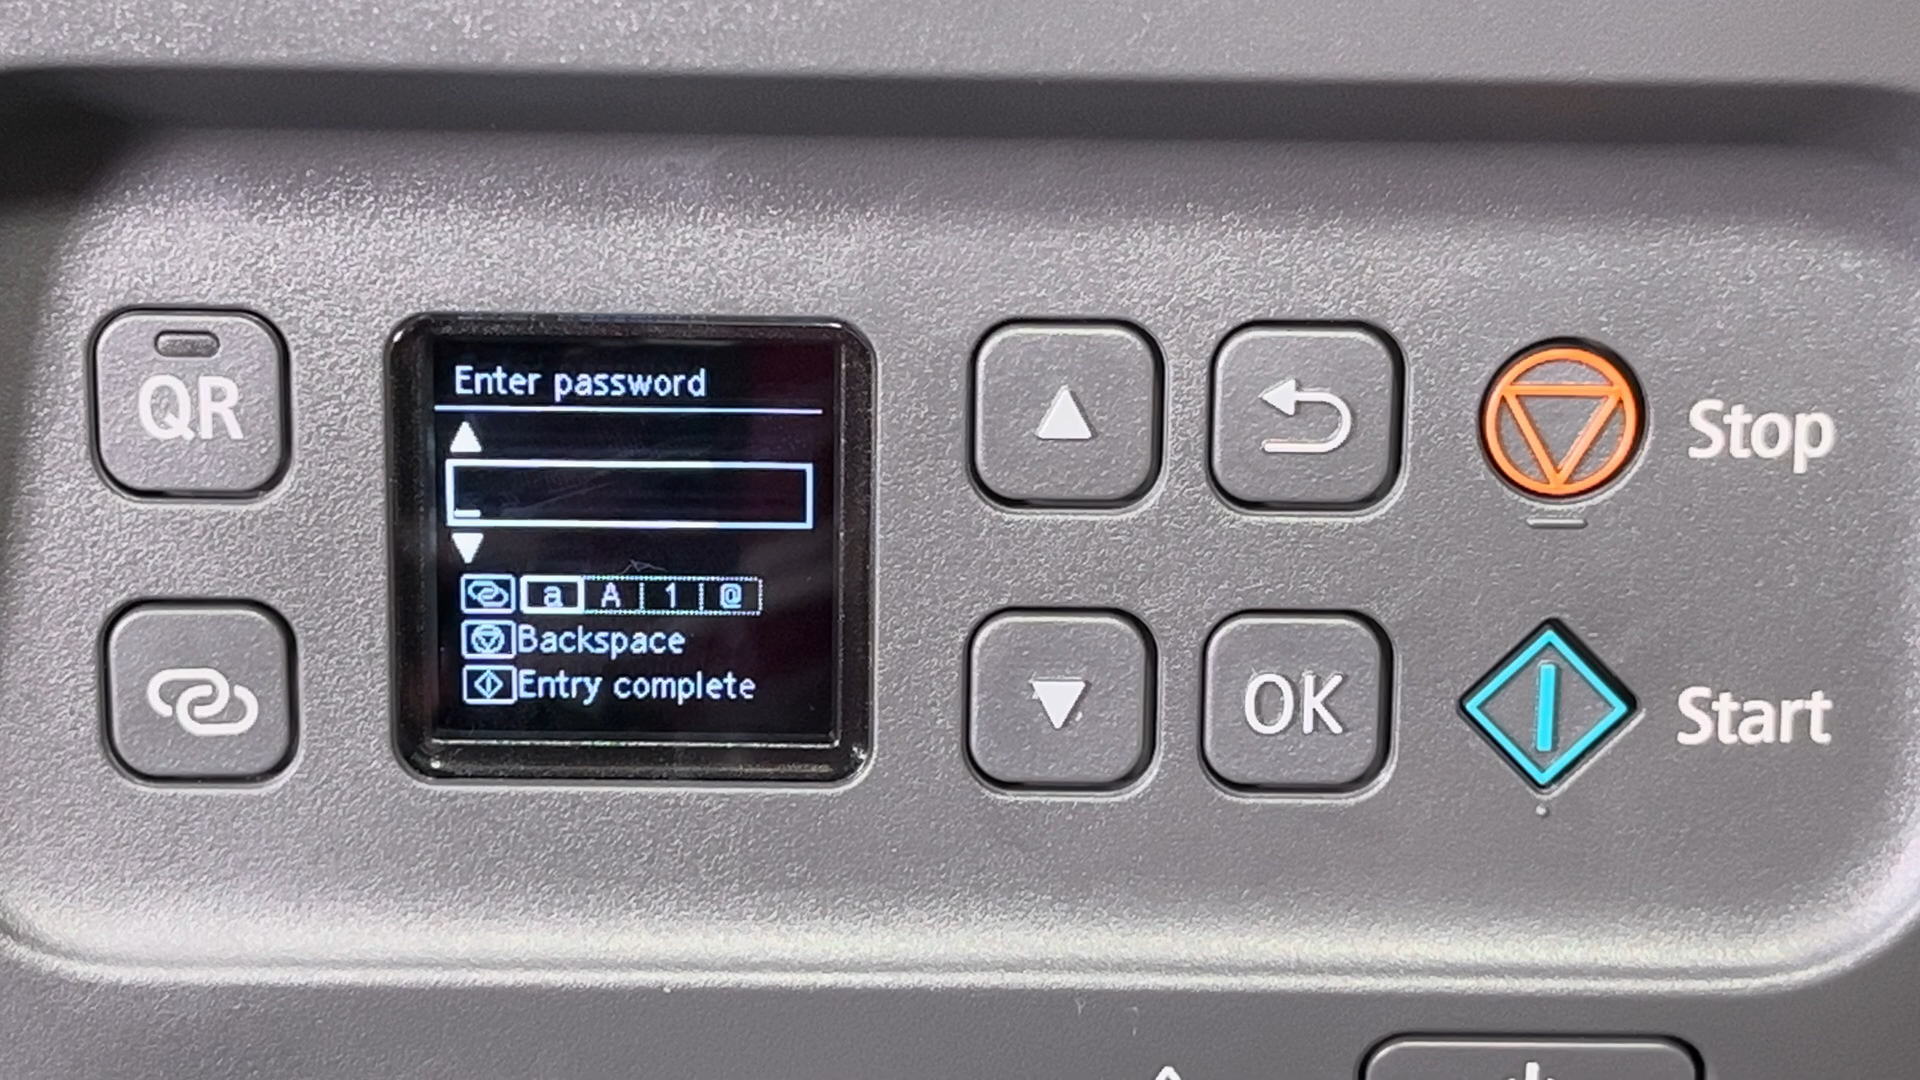 QR
Enter password
a A 1 @
Backspace
Entry complete
OK
Stop
Start